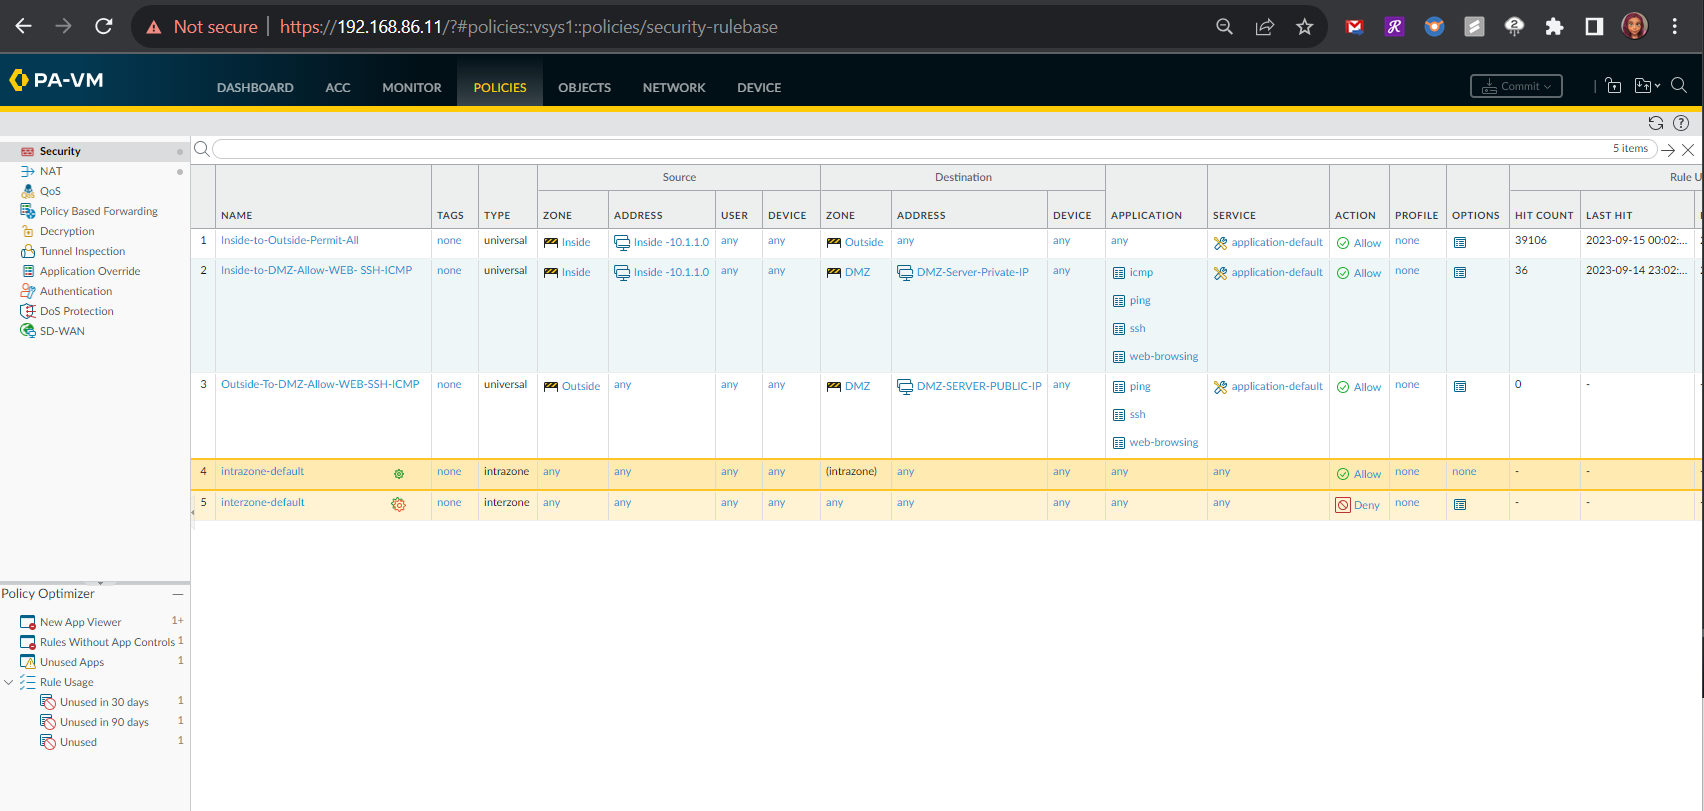 Not secure | https://192.168.86.11/?#policies::vsys1::policies/security-rulebase
PA-VM
DASHBOARD ACC MONITOR POLICIES OBJECTS NETWORK DEVICE Commit
Security
NAT
QoS
Policy Based Forwarding
Decryption
Tunnel Inspection
Application Override
Authentication
DoS Protection
SD-WAN
Policy Optimizer
New App Viewer 1+
Rules Without App Controls 1
Unused Apps 1
Rule Usage
Unused in 30 days 1
Unused in 90 days 1
Unused 1
5 items
Source Destination Rule U
NAME TAGS TYPE ZONE ADDRESS USER DEVICE ZONE ADDRESS DEVICE APPLICATION SERVICE ACTION PROFILE OPTIONS HIT COUNT LAST HIT
1 Inside-to-Outside-Permit-All none universal Inside Inside -10.1.1.0 any any Outside any any any application-default Allow none 39106 2023-09-15 00:02:...
2 Inside-to-DMZ-Allow-WEB- SSH-ICMP none universal Inside Inside -10.1.1.0 any any DMZ DMZ-Server-Private-IP any icmp application-default Allow none 36 2023-09-14 23:02:...
ping
ssh
web-browsing
3 Outside-To-DMZ-Allow-WEB-SSH-ICMP none universal Outside any any any DMZ DMZ-SERVER-PUBLIC-IP any ping application-default Allow none 0 -
ssh
web-browsing
4 intrazone-default none intrazone any any any any (intrazone) any any any any Allow none none - -
5 interzone-default none interzone any any any any any any any any any Deny none - -